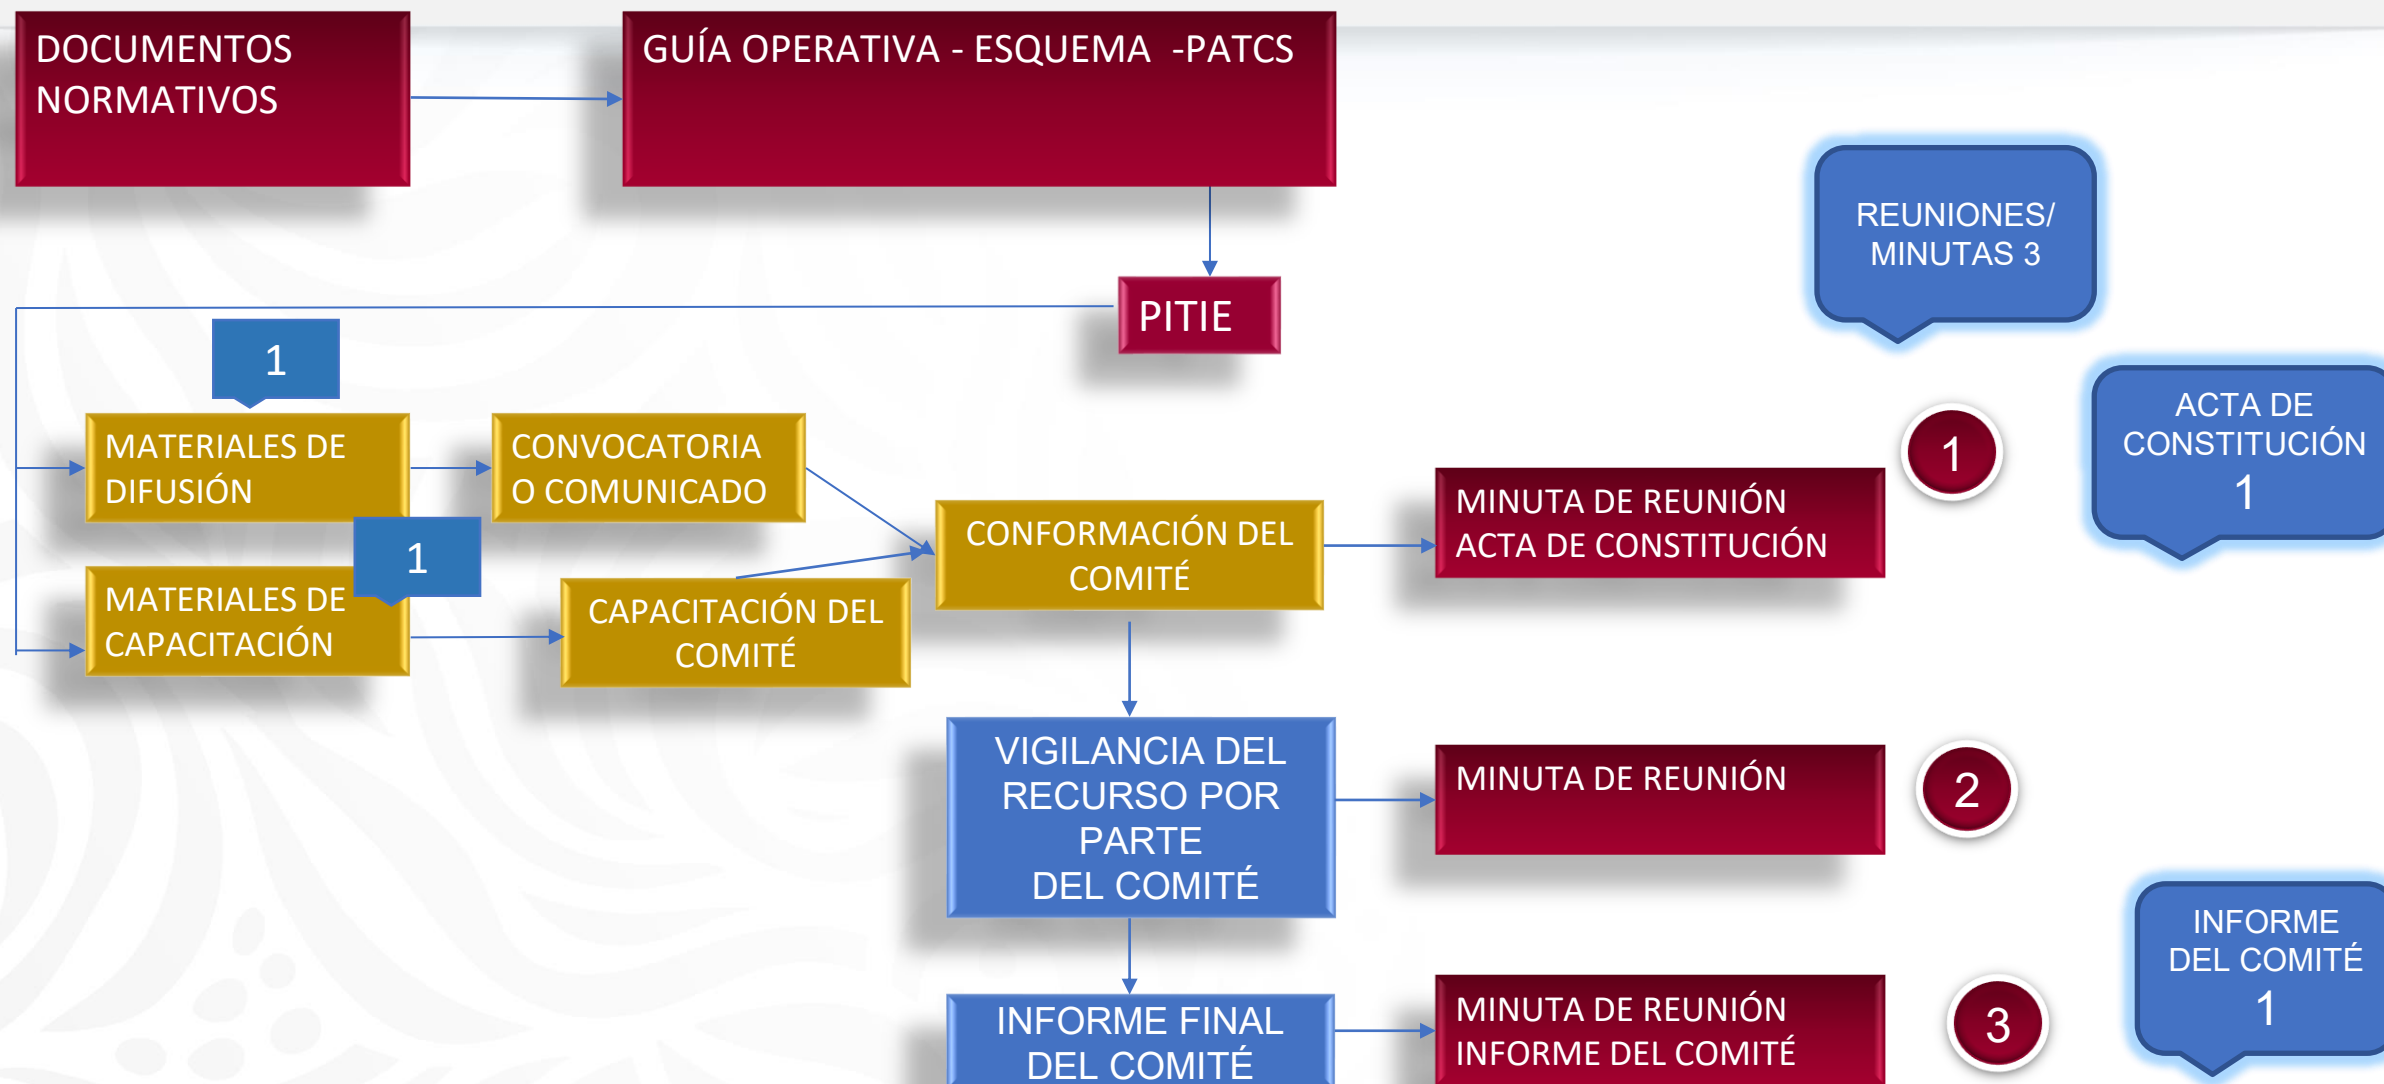 DOCUMENTOS
NORMATIVOS
GUÍA OPERATIVA - ESQUEMA -PATCS
REUNIONES/
MINUTAS 3
PITIE
1
ACTA DE
CONSTITUCIÓN
1
MATERIALES DE
DIFUSIÓN
CONVOCATORIA
O COMUNICADO
1
CONFORMACIÓN DEL
COMITÉ
MINUTA DE REUNIÓN
ACTA DE CONSTITUCIÓN
1
MATERIALES DE
CAPACITACIÓN
CAPACITACIÓN DEL
COMITÉ
VIGILANCIA DEL
RECURSO POR
PARTE
DEL COMITÉ
MINUTA DE REUNIÓN
2
INFORME
DEL COMITÉ
1
INFORME FINAL
DEL COMITÉ
MINUTA DE REUNIÓN
INFORME DEL COMITÉ
3